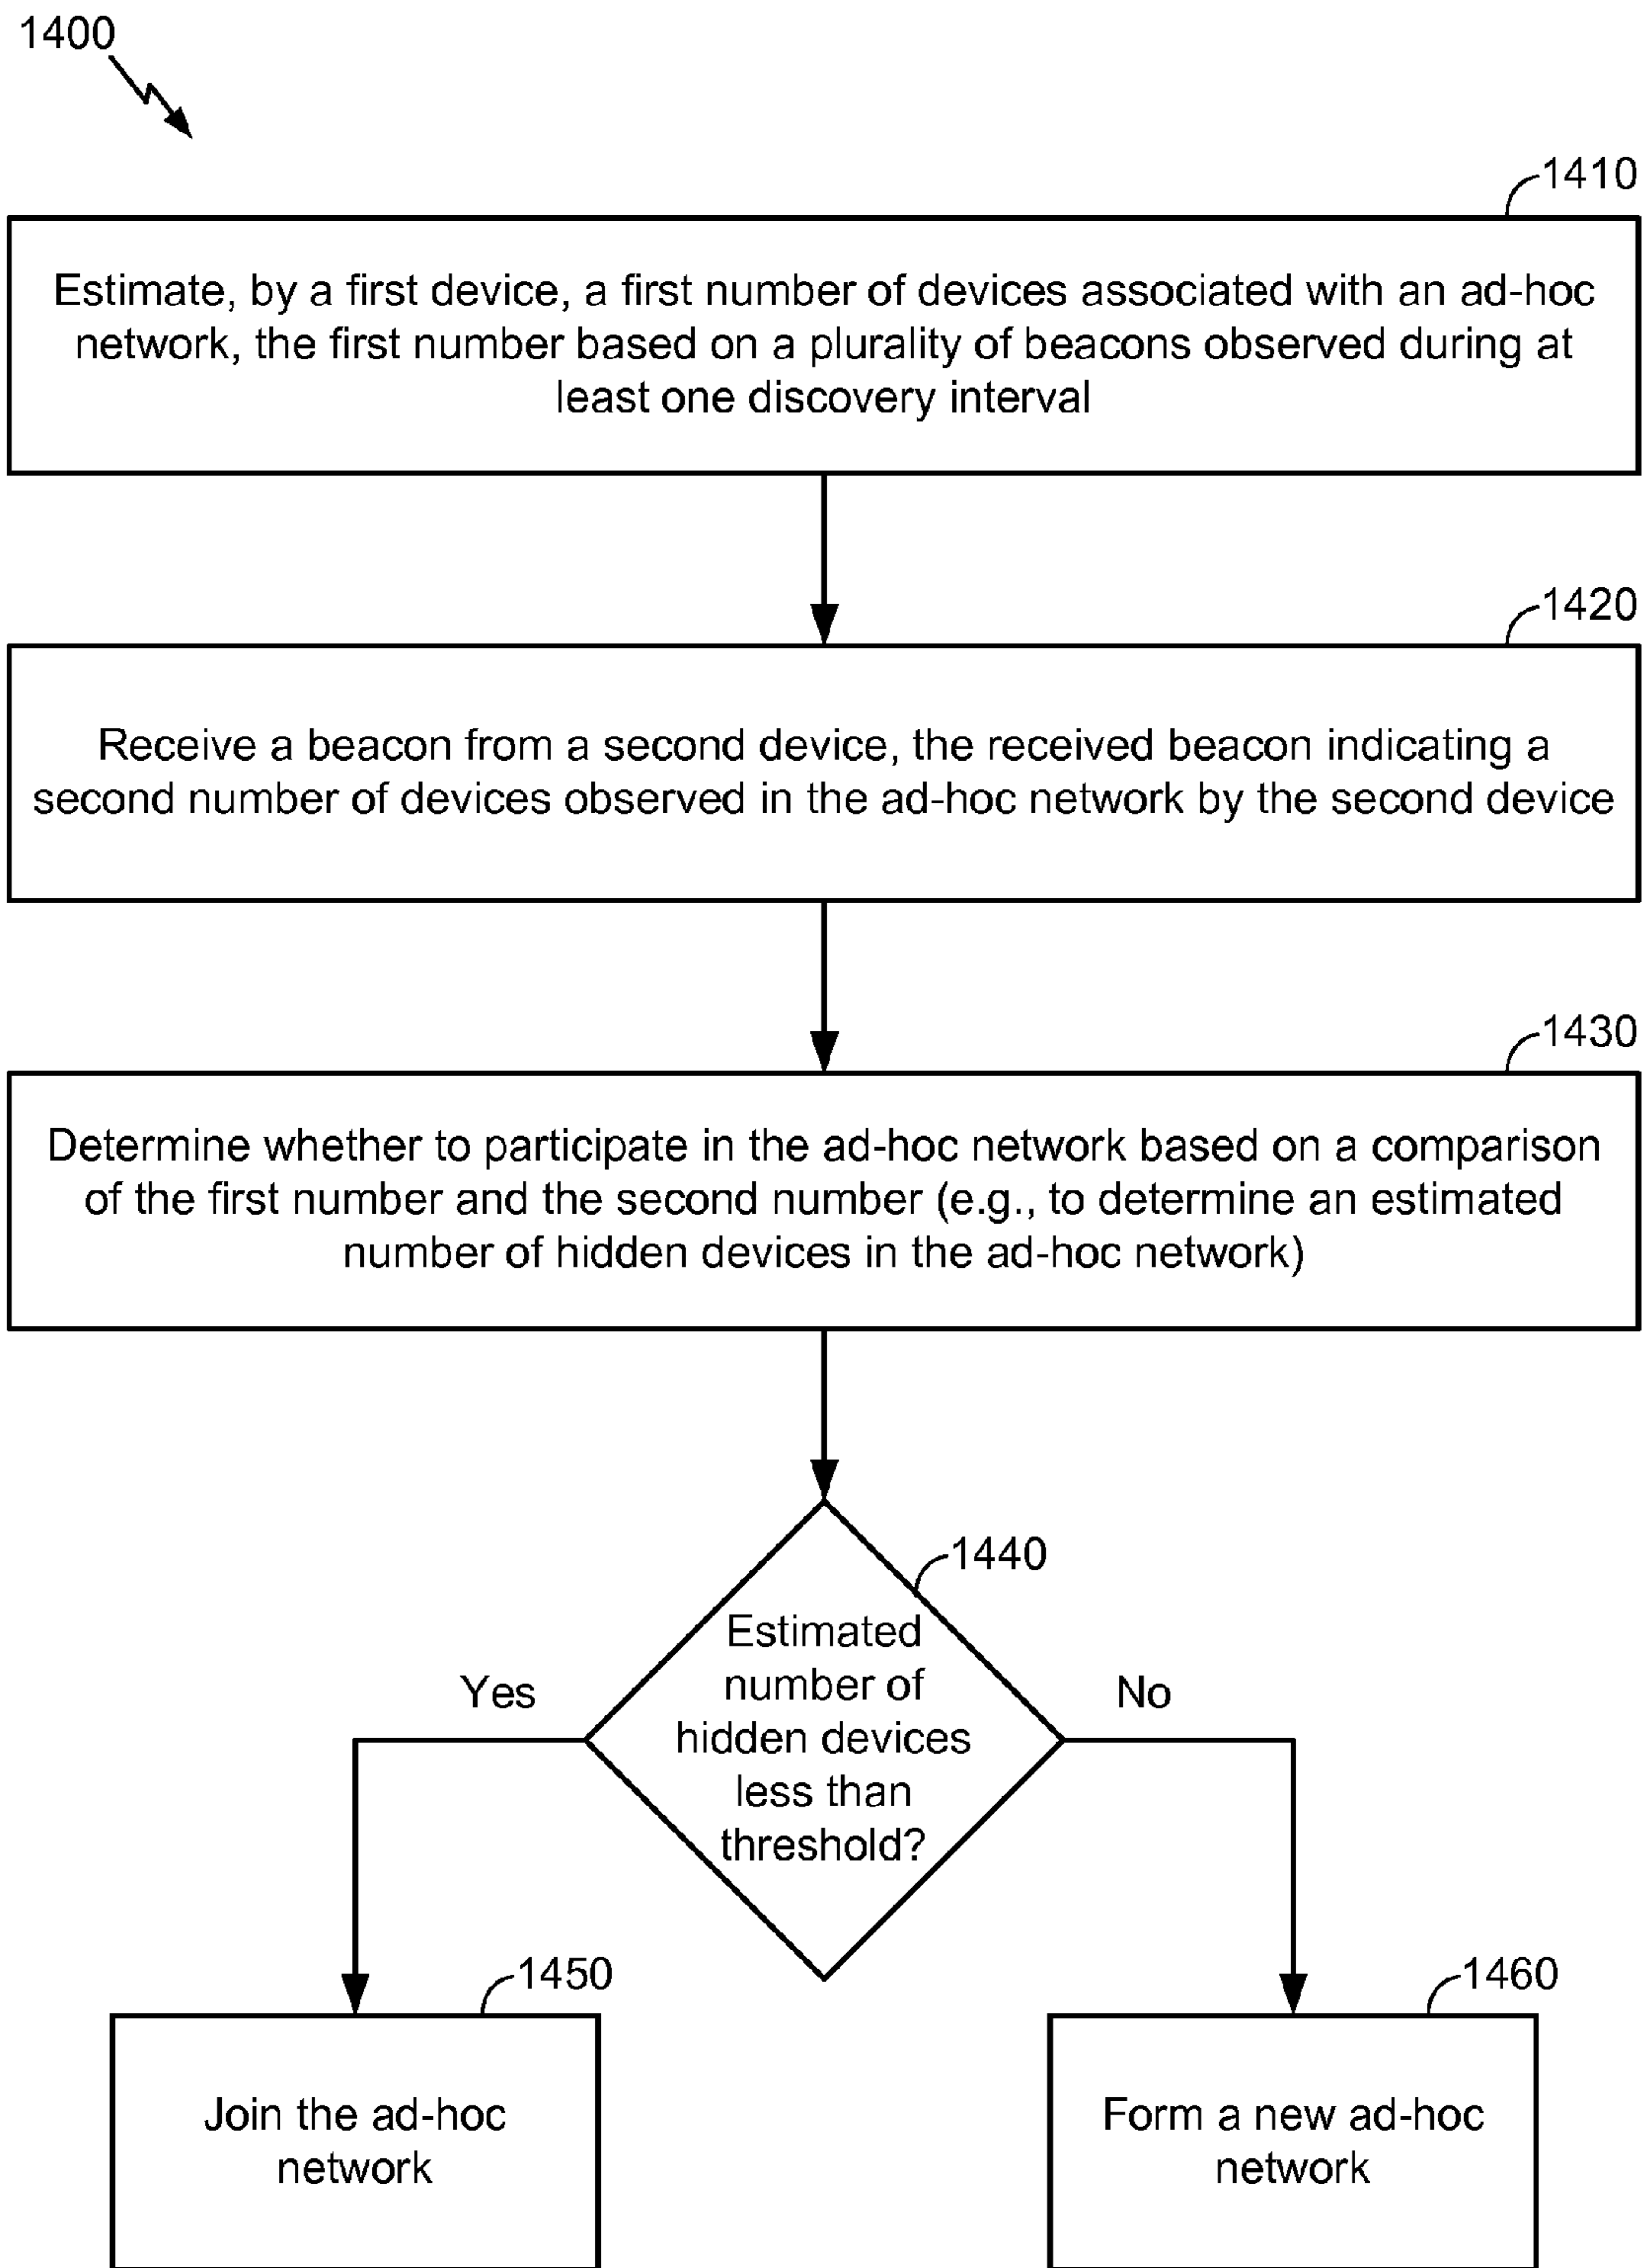 1400
1410
Estimate, by a first device, a first number of devices associated with an ad-hoc
network, the first number based on a plurality of beacons observed during at
least one discovery interval
1420
Receive a beacon from a second device, the received beacon indicating a
second number of devices observed in the ad-hoc network by the second device
1430
Determine whether to participate in the ad-hoc network based on a comparison
of the first number and the second number (e.g., to determine an estimated
number of hidden devices in the ad-hoc network)
1440
Estimated
number of
hidden devices
less than
threshold?
Yes
No
1450
Join the ad-hoc
network
1460
Form a new ad-hoc
network